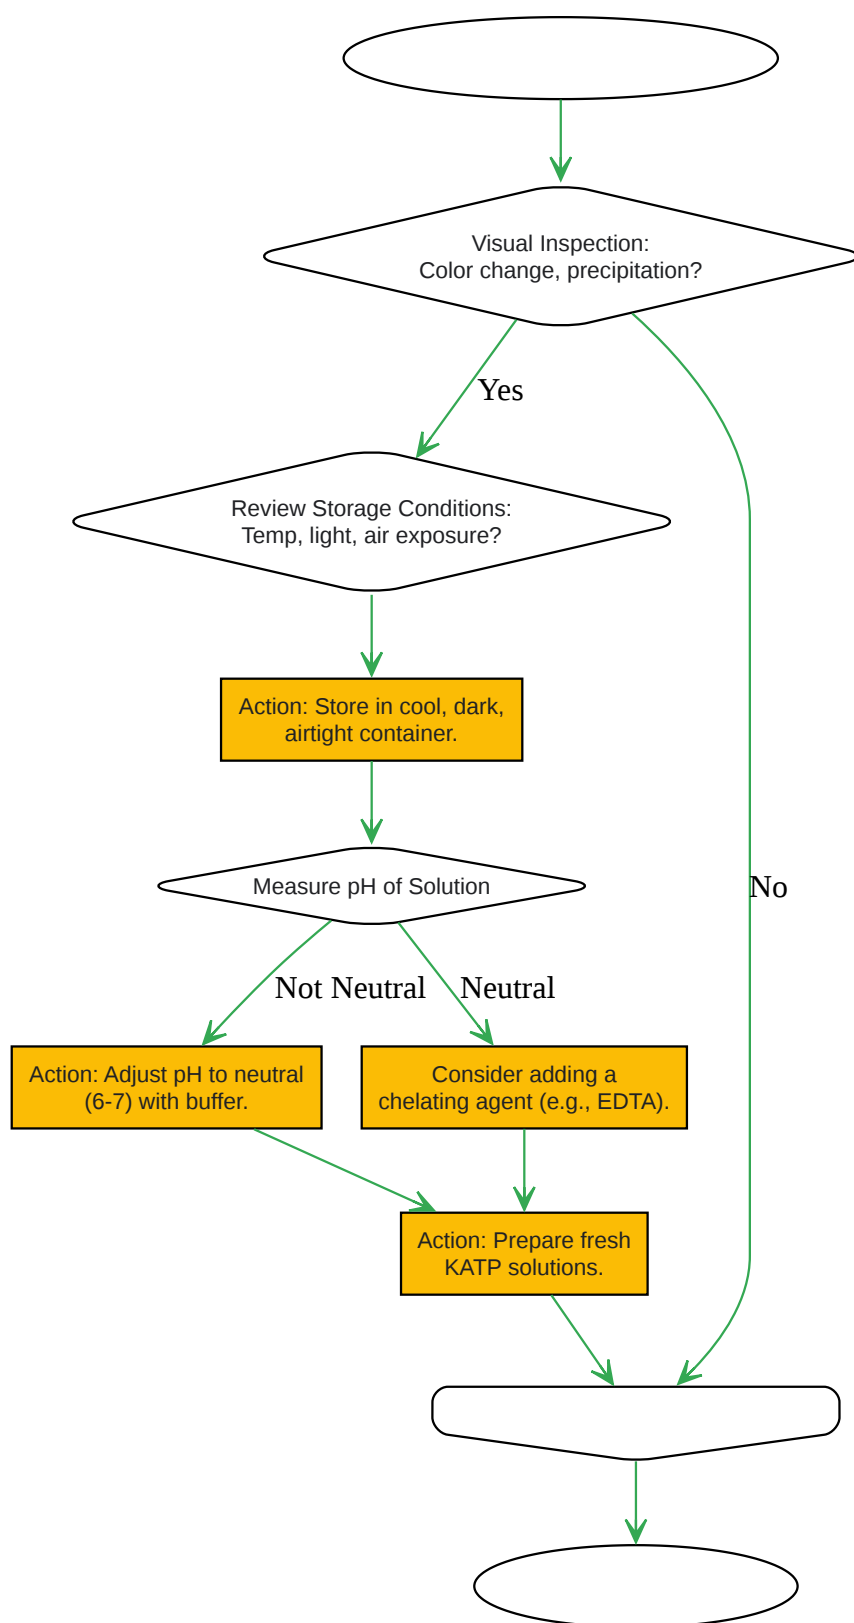 Visual Inspection:
Color change, precipitation?
Yes
Review Storage Conditions:
Temp, light, air exposure?
Action: Store in cool, dark,
airtight container.
Measure pH of Solution
No
Not Neutral
Neutral
Action: Adjust pH to neutral
(6-7) with buffer.
Consider adding a
chelating agent (e.g., EDTA).
Action: Prepare fresh
KATP solutions.